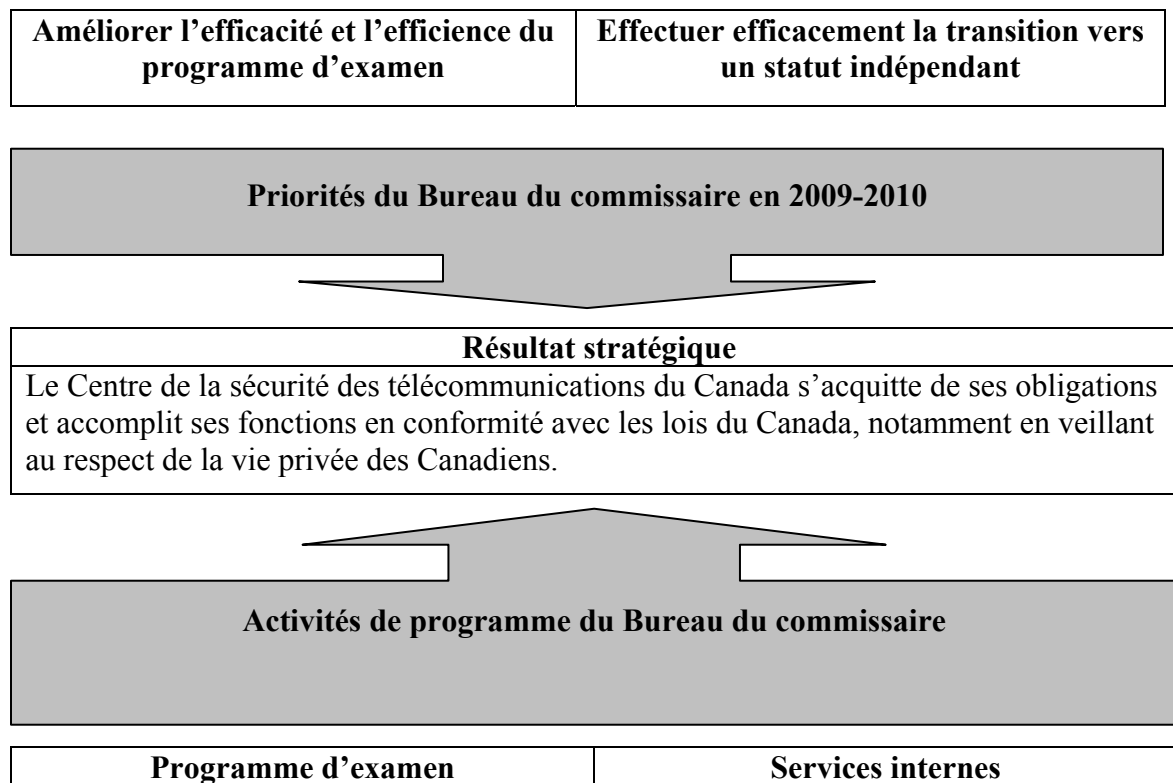 Améliorer l’efficacité et l’efficience du
programme d’examen
Effectuer efficacement la transition vers
un statut indépendant
Priorités du Bureau du commissaire en 2009-2010
Résultat stratégique
Le Centre de la sécurité des télécommunications du Canada s’acquitte de ses obligations
et accomplit ses fonctions en conformité avec les lois du Canada, notamment en veillant
au respect de la vie privée des Canadiens.
Activités de programme du Bureau du commissaire
Programme d’examen
Services internes